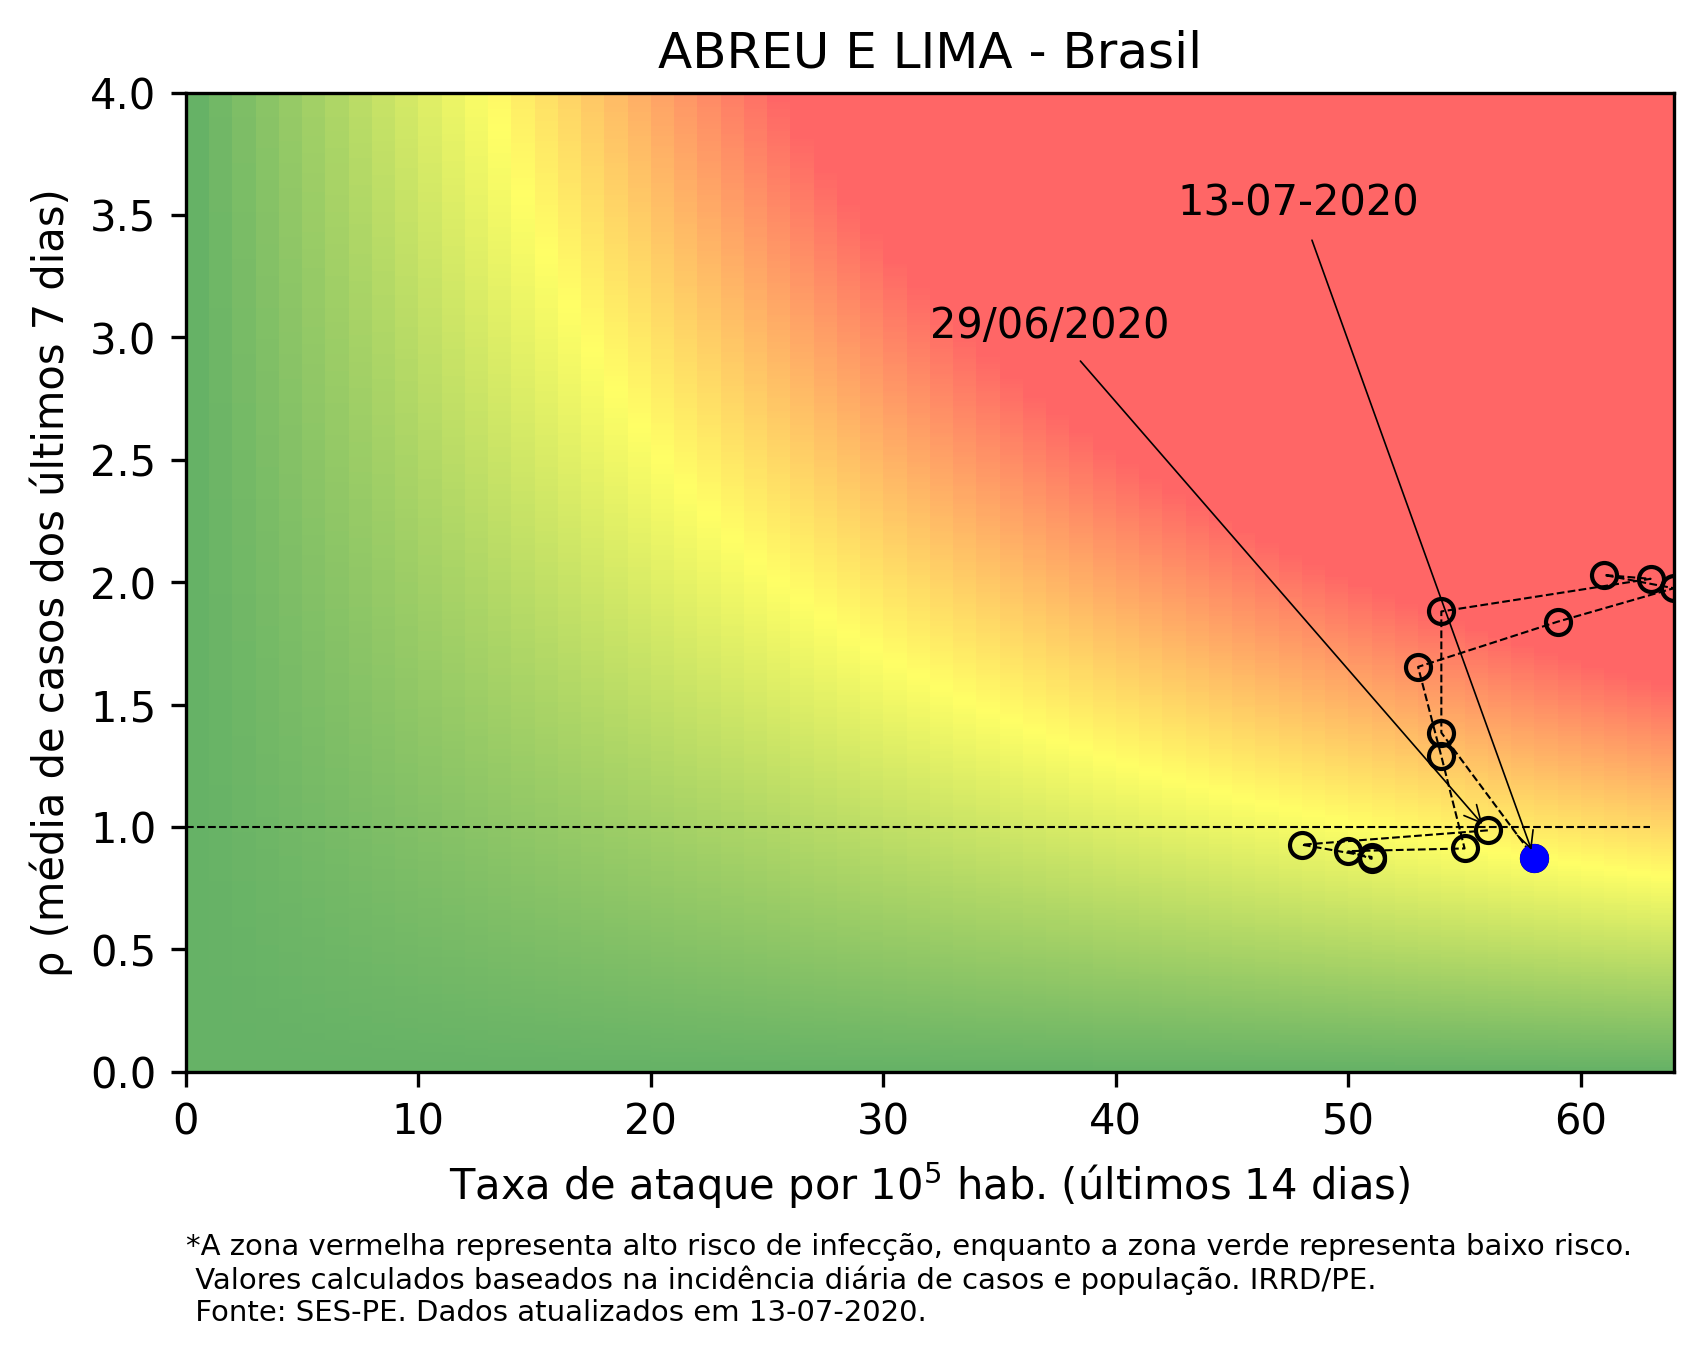 ABREU E LIMA - Brasil
4.0
3.5
3.0
2.5
2.0
1.5
1.0
0.5
0.0
ρ (média de casos dos últimos 7 dias)
13-07-2020
29/06/2020
0 10 20 30 40 50 60
Taxa de ataque por 10⁵ hab. (últimos 14 dias)
*A zona vermelha representa alto risco de infecção, enquanto a zona verde representa baixo risco.
Valores calculados baseados na incidência diária de casos e população. IRRD/PE.
Fonte: SES-PE. Dados atualizados em 13-07-2020.